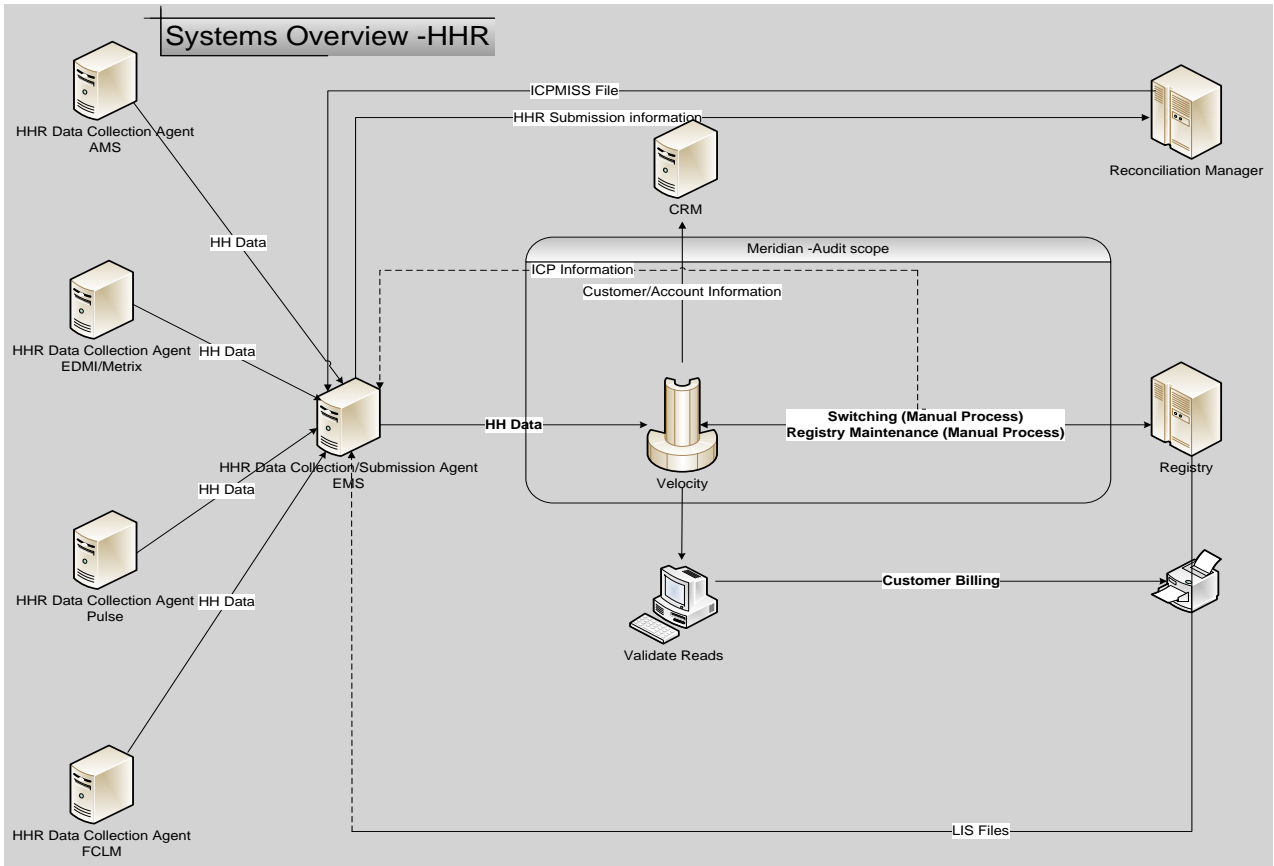 Systems Overview -HHR
HHR Data Collection Agent
AMS
ICPMISS File
HHR Submission information
Reconciliation Manager
CRM
HH Data
Meridian -Audit scope
ICP Information
Customer/Account Information
HHR Data Collection Agent
EDMI/Metrix
HH Data
HHR Data Collection/Submission Agent
EMS
HH Data
Velocity
Switching (Manual Process)
Registry Maintenance (Manual Process)
Registry
HH Data
HHR Data Collection Agent
Pulse
HH Data
Customer Billing
Validate Reads
HHR Data Collection Agent
FCLM
LIS Files